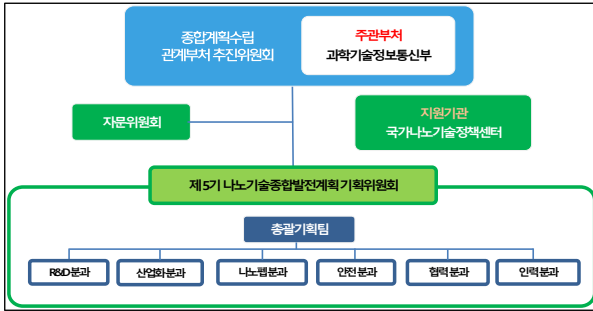 종합계획수립
관계부처 추진위원회
주관부처
과학기술정보통신부
자문위원회
지원기관
국가나노기술정책센터
제5기 나노기술종합발전계획 기획위원회
총괄기획팀
R&D분과
산업화분과
나노펩분과
안전분과
협력분과
인력분과